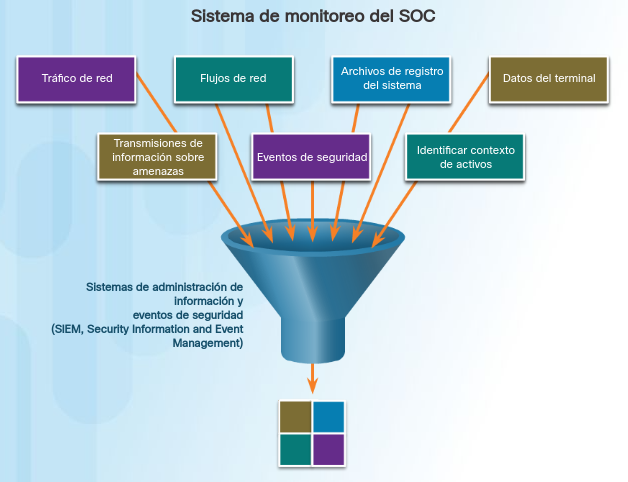 Sistema de monitoreo del SOC
Tráfico de red
Flujos de red
Archivos de registro
del sistema
Datos del terminal
Transmisiones de
información sobre
amenazas
Eventos de seguridad
Identificar contexto
de activos
Sistemas de administración de
información y
eventos de seguridad
(SIEM, Security Information and Event
Management)